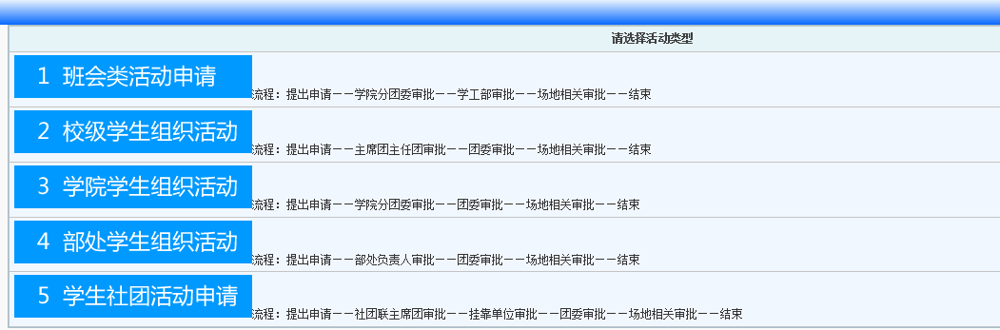 请选择活动类型
1 班会类活动申请
流程：提出申请——学院分团委审批——学工部审批——场地相关审批——结束
2 校级学生组织活动
流程：提出申请——主席团主任团审批——团委审批——场地相关审批——结束
3 学院学生组织活动
流程：提出申请——学院分团委审批——团委审批——场地相关审批——结束
4 部处学生组织活动
流程：提出申请——部处负责人审批——团委审批——场地相关审批——结束
5 学生社团活动申请
流程：提出申请——社团联主席团审批——挂靠单位审批——团委审批——场地相关审批——结束